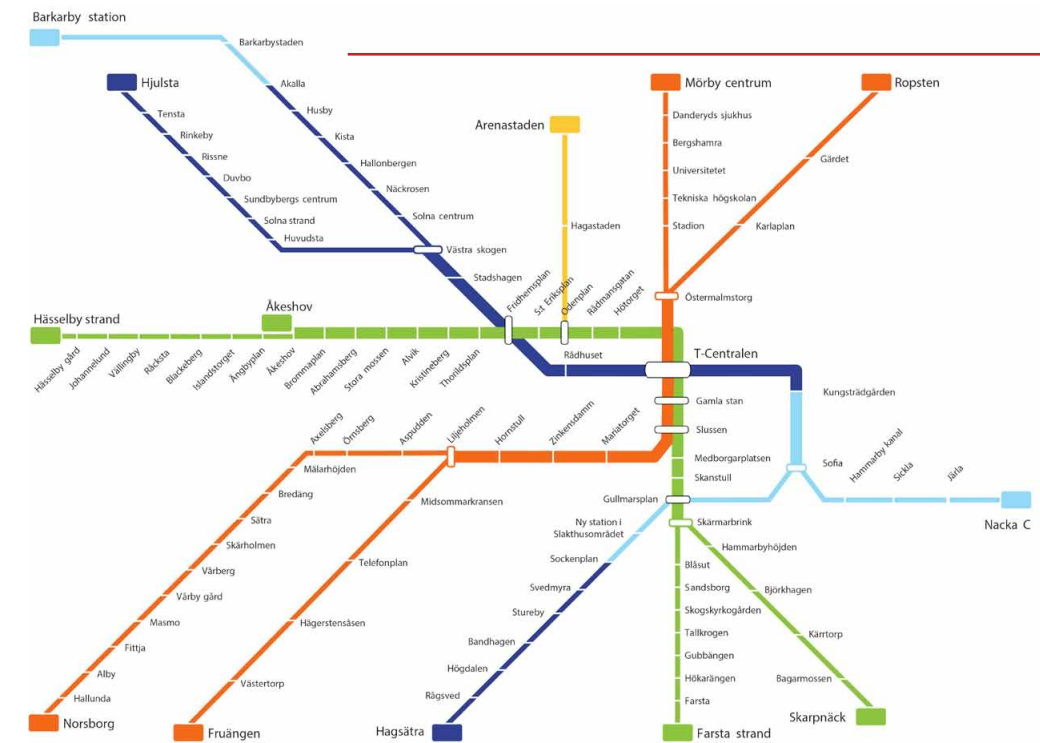 Barkarby station
Barkarbystaden
Hjulsta
Akalla
Mörby centrum
Ropsten
Tensta
Husby
Danderyds sjukhus
Rinkeby
Kista
Arenastaden
Bergshamra
Rissne
Hallonbergen
Gärdet
Duvbo
Näckrosen
Universitetet
Sundbybergs centrum
Tekniska högskolan
Solna strand
Solna centrum
Hagastaden
Stadion
Karlaplan
Huvudsta
Västra skogen
Stadshagen
Fridhemsplan
S:t Eriksplan
Odenplan
Rådmansgatan
Hötorget
Östermalmstorg
Åkeshov
Hässelby strand
Hässelby gård
Johannelund
Vällingby
Råcksta
Blackeberg
Islandstorget
Ängbyplan
Åkeshov
Brommaplan
Abrahamsberg
Stora mossen
Alvik
Kristineberg
Thorildsplan
Rådhuset
T-Centralen
Kungsträdgården
Gamla stan
Slussen
Axelsberg
Örnsberg
Aspudden
Liljeholmen
Hornstull
Zinkensdamm
Mariatorget
Medborgarplatsen
Sofia
Hammarby kanal
Sickla
Järla
Mälarhöjden
Skanstull
Bredäng
Midsommarkransen
Gullmarsplan
Nacka C
Sätra
Ny station i
Slakthusområdet
Skärmarbrink
Skärholmen
Hammarbyhöjden
Telefonplan
Sockenplan
Blåsut
Vårberg
Svedmyra
Sandsborg
Björkhagen
Vårby gård
Stureby
Skogskyrkogården
Masmo
Hägerstensåsen
Tallkrogen
Kärrtorp
Fittja
Bandhagen
Gubbängen
Alby
Högdalen
Hökarängen
Bagarmossen
Västertorp
Hallunda
Rågsved
Farsta
Norsborg
Fruängen
Hagsätra
Farsta strand
Skarpnäck